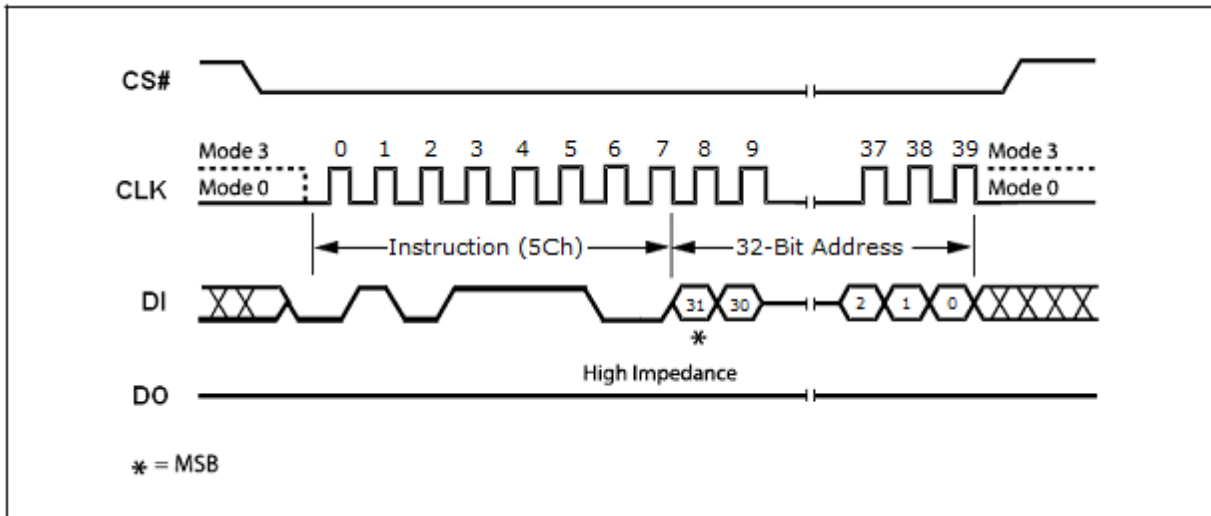 CS#
Mode 3 0 1 2 3 4 5 6 7 8 9 37 38 39 Mode 3
CLK Mode 0 Mode 0
Instruction (5Ch) 32-Bit Address
DI 31 30 2 1 0
*
High Impedance
DO
* = MSB